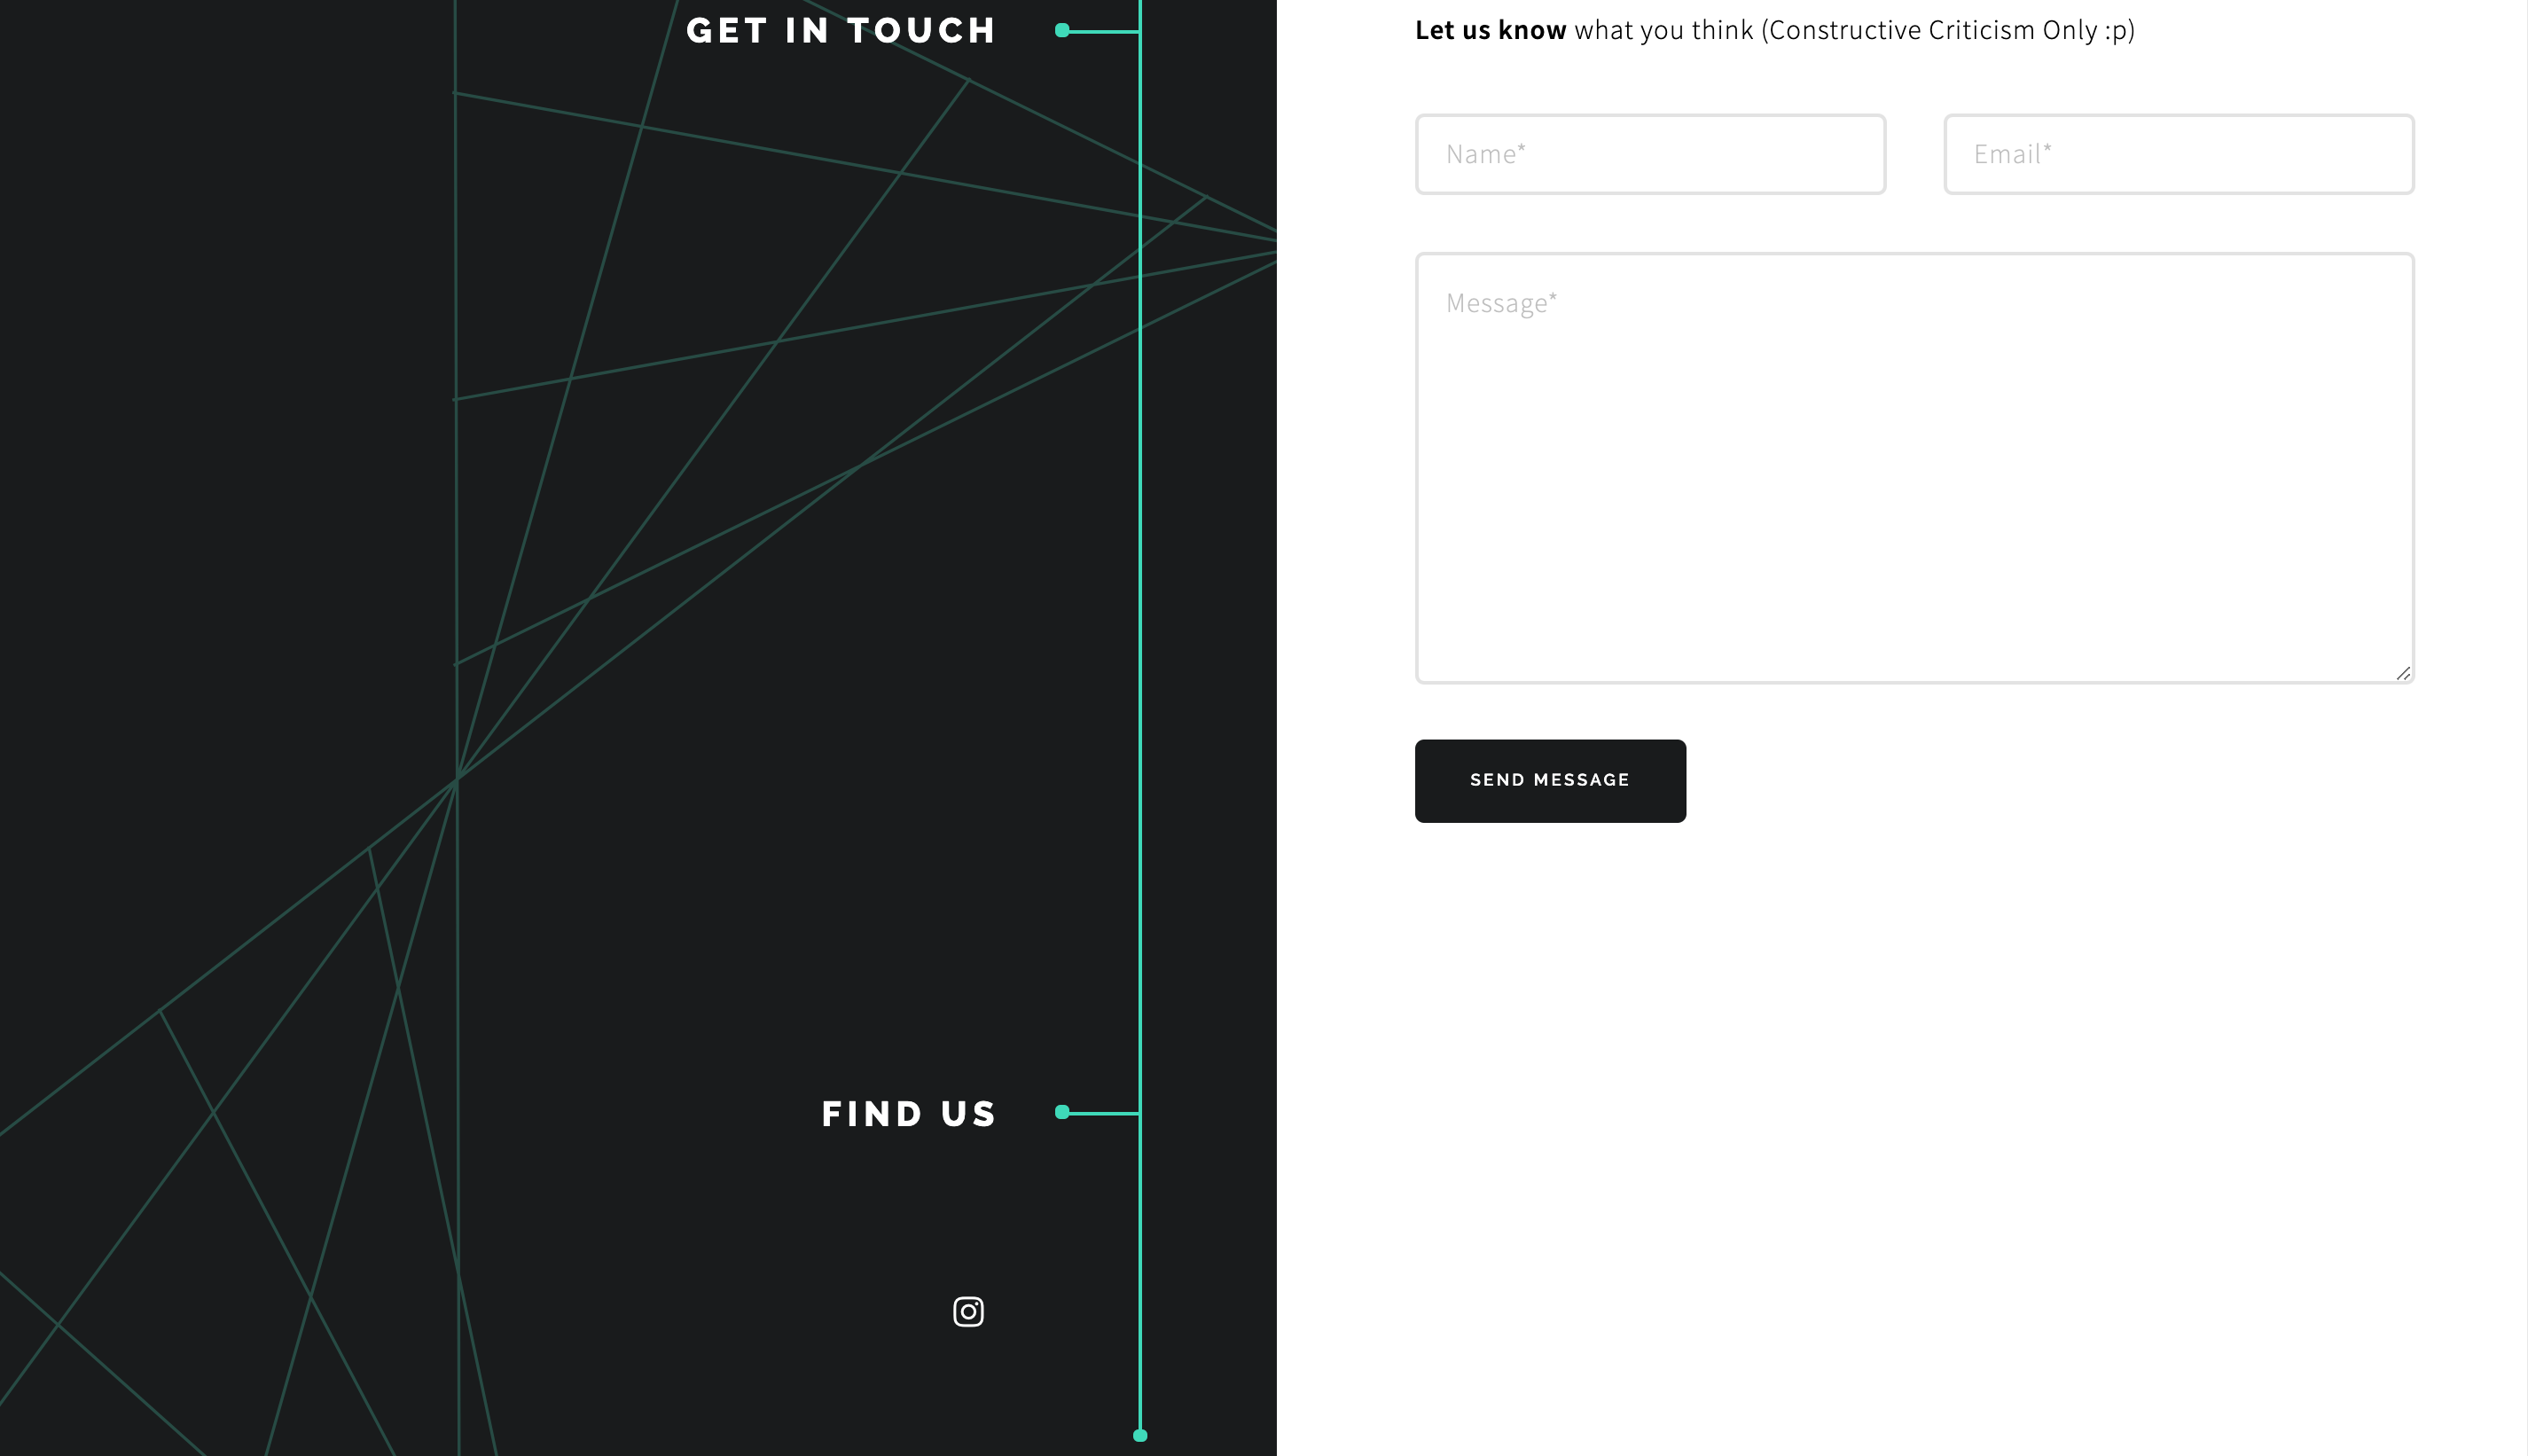 GET IN TOUCH
Let us know what you think (Constructive Criticism Only :p)
Name*
Email*
Message*
SEND MESSAGE
FIND US